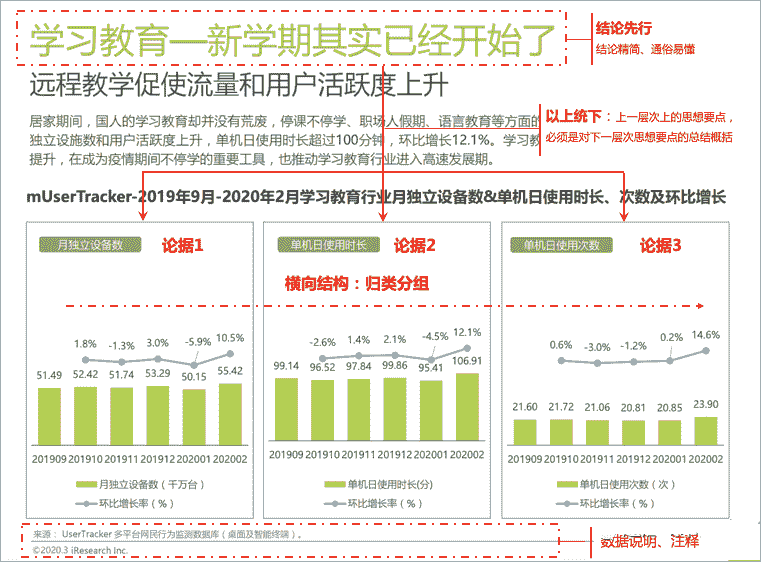 学习教育—新学期其实已经开始了
结论先行
结论精简、通俗易懂
远程教学促使流量和用户活跃度上升
居家期间，国人的学习教育却并没有荒废，停课不停学、职场人假期、语言教育等方面的
独立设施数和用户活跃度上升，单机日使用时长超过100分钟，环比增长12.1%。学习教
提升，在成为疫情期间不停学的重要工具，也推动学习教育行业进入高速发展期。
以上统下：上一层次上的思想要点，
必须是对下一层次思想要点的总结概括
mUserTracker-2019年9月-2020年2月学习教育行业月独立设备数&单机日使用时长、次数及环比增长
月独立设备数 论据1
单机日使用时长 论据2
单机日使用次数 论据3
横向结构：归类分组
1.8% -1.3% 3.0% -5.9% 10.5%
51.49 52.42 51.74 53.29 50.15 55.42
201909 201910 201911 201912 202001 202002
月独立设备数（千万台）
环比增长率（%）
-2.6% 1.4% 2.1% -4.5% 12.1%
99.14 96.52 97.84 99.86 95.41 106.91
201909 201910 201911 201912 202001 202002
单机日使用时长(分)
环比增长率（%）
0.6% -3.0% -1.2% 0.2% 14.6%
21.60 21.72 21.06 20.81 20.85 23.90
201909 201910 201911 201912 202001 202002
单机日使用次数（次）
环比增长率（%）
来源： UserTracker 多平台网民行为监测数据库（桌面及智能终端）。
©2020.3 iResearch Inc.
数据说明、注释